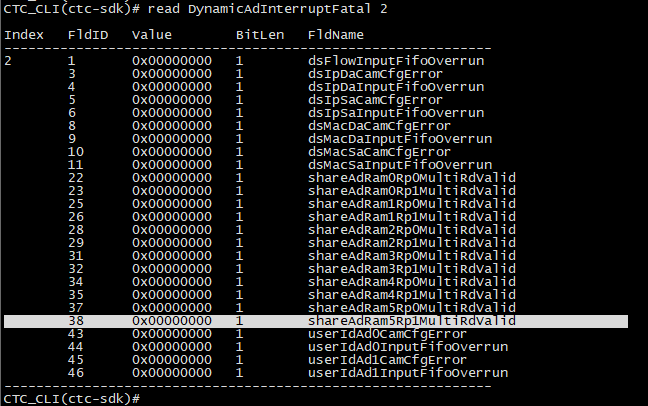 CTC_CLI(ctc-sdk)# read DynamicAdInterruptFatal 2
Index FldID Value BitLen FldName
------------------------------------------------------------
2 1 0x00000000 1 dsFlowInputFifoOverrun
3 0x00000000 1 dsIpDaCamCfgError
4 0x00000000 1 dsIpDaInputFifoOverrun
5 0x00000000 1 dsIpSaCamCfgError
6 0x00000000 1 dsIpSaInputFifoOverrun
8 0x00000000 1 dsMacDaCamCfgError
9 0x00000000 1 dsMacDaInputFifoOverrun
10 0x00000000 1 dsMacSaCamCfgError
11 0x00000000 1 dsMacSaInputFifoOverrun
22 0x00000000 1 shareAdRam0Rp0MultiRdValid
23 0x00000000 1 shareAdRam0Rp1MultiRdValid
25 0x00000000 1 shareAdRam1Rp0MultiRdValid
26 0x00000000 1 shareAdRam1Rp1MultiRdValid
28 0x00000000 1 shareAdRam2Rp0MultiRdValid
29 0x00000000 1 shareAdRam2Rp1MultiRdValid
31 0x00000000 1 shareAdRam3Rp0MultiRdValid
32 0x00000000 1 shareAdRam3Rp1MultiRdValid
34 0x00000000 1 shareAdRam4Rp0MultiRdValid
35 0x00000000 1 shareAdRam4Rp1MultiRdValid
37 0x00000000 1 shareAdRam5Rp0MultiRdValid
38 0x00000000 1 shareAdRam5Rp1MultiRdValid
43 0x00000000 1 userIdAd0CamCfgError
44 0x00000000 1 userIdAd0InputFifoOverrun
45 0x00000000 1 userIdAd1CamCfgError
46 0x00000000 1 userIdAd1InputFifoOverrun
------------------------------------------------------------
CTC_CLI(ctc-sdk)#